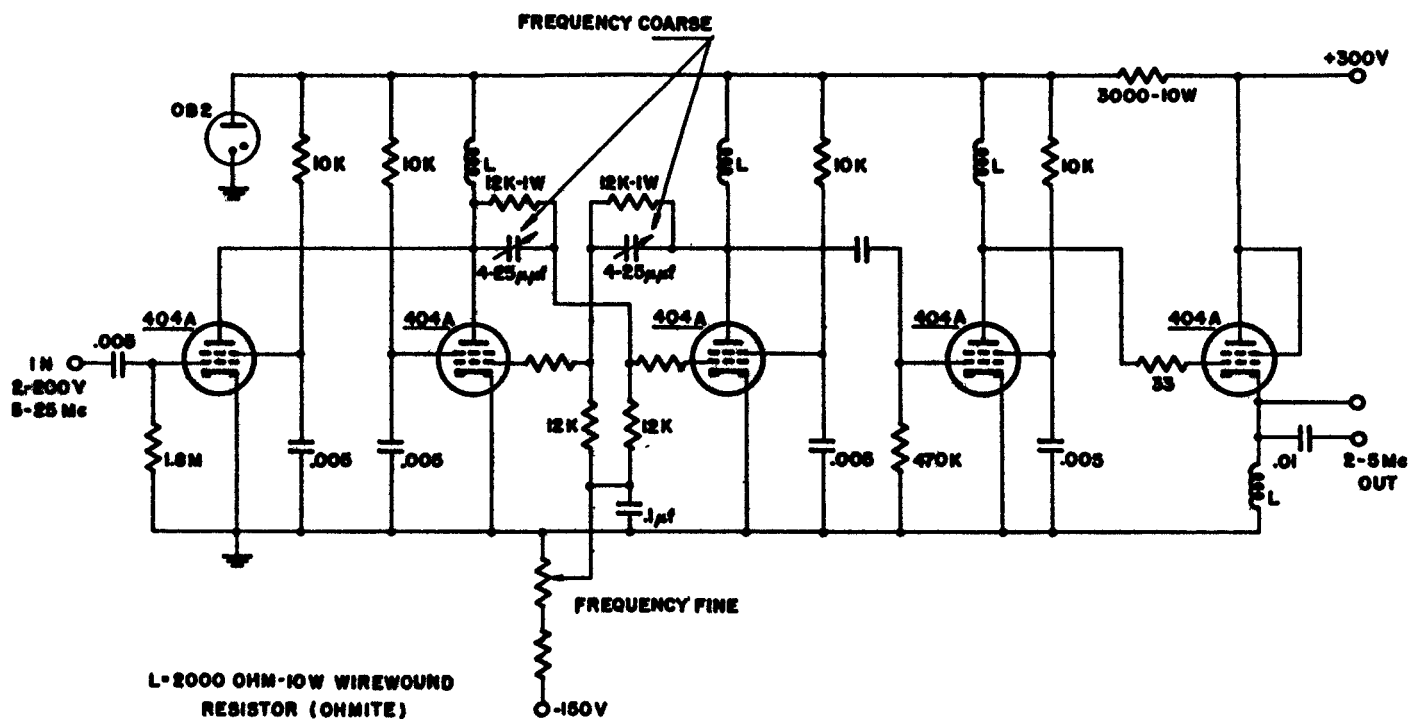 FREQUENCY COARSE
+300V
3000-10W
OB2
10K
10K
L
12K-1W
12K-1W
L
10K
L
10K
4-25μμf
4-25μμf
404A
404A
404A
404A
404A
.005
IN
2-200V
5-25 Mc
33
1.8M
.005
.005
12K
12K
.005
470K
.005
.01
2-5Mc
OUT
L
.1μf
FREQUENCY FINE
L=2000 OHM-10W WIREWOUND
RESISTOR (OHMITE)
-150V